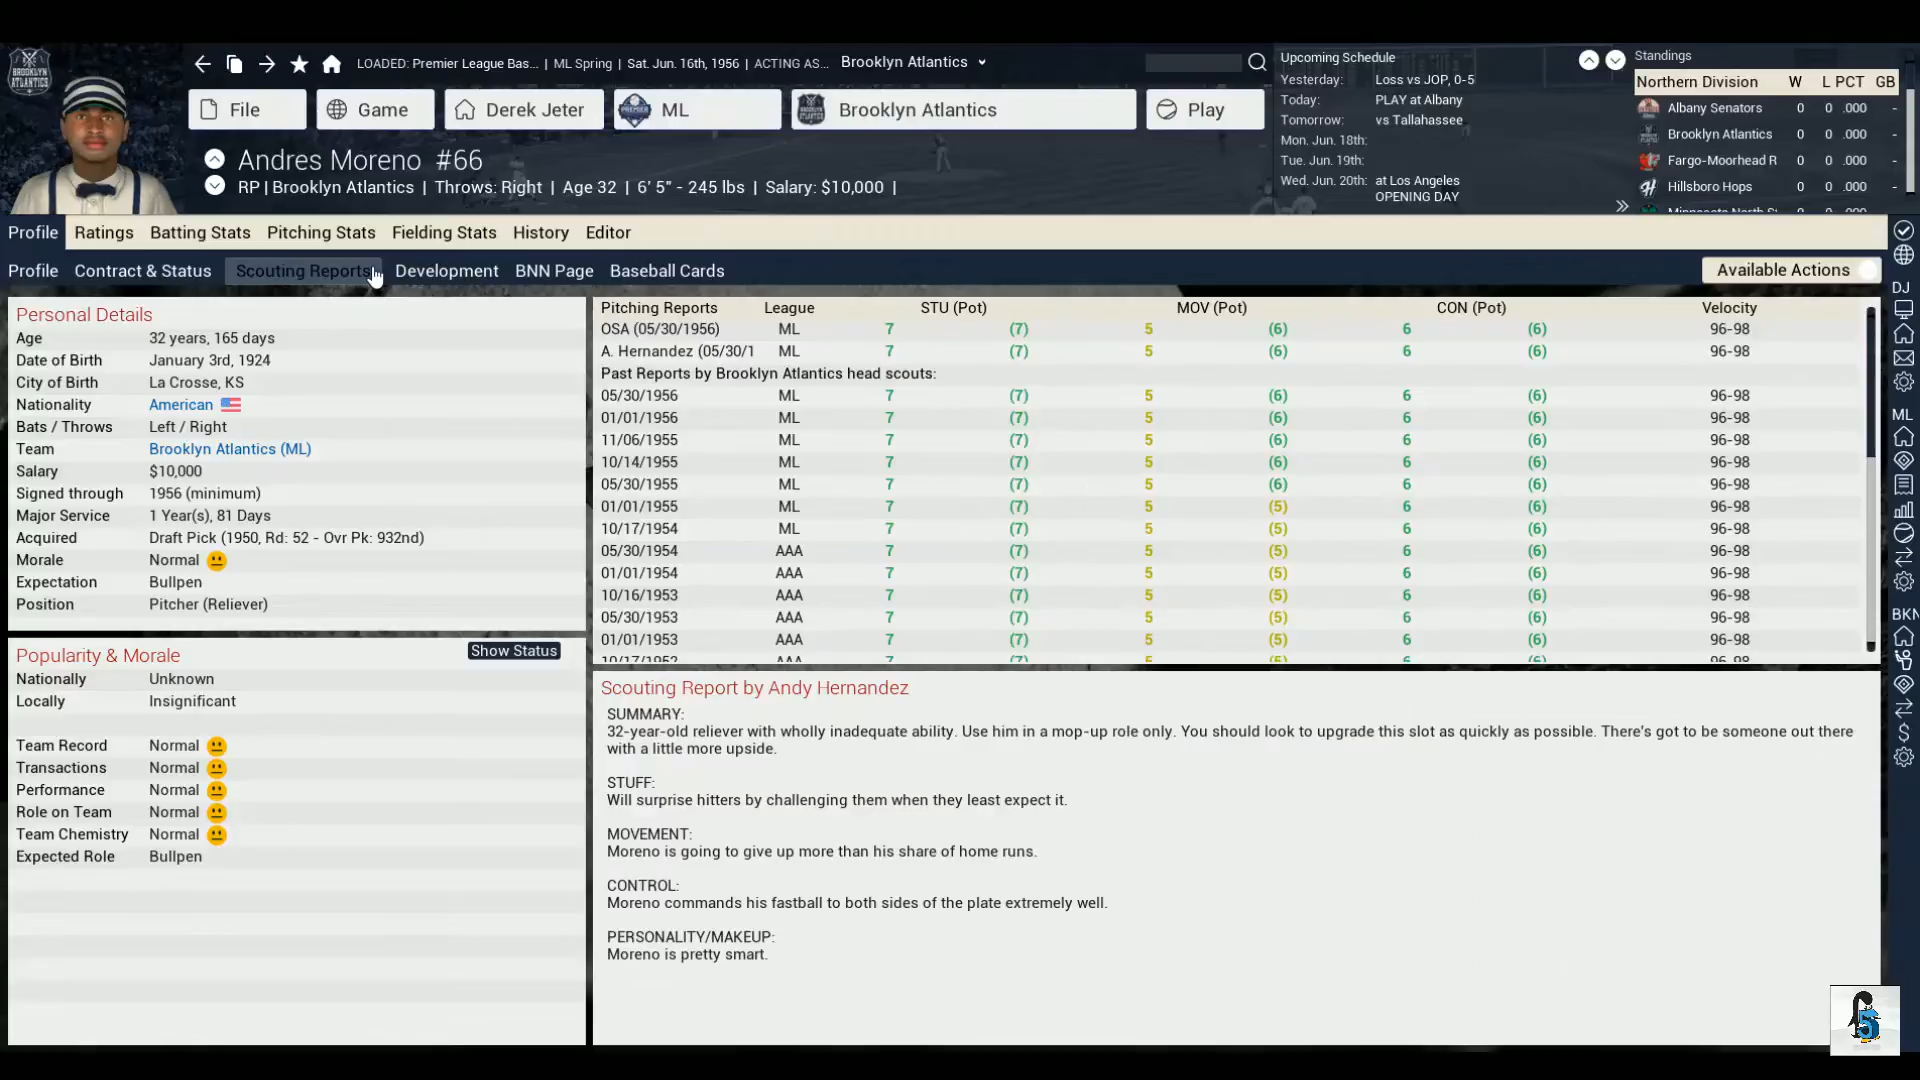 LOADED: Premier League Bas... | ML Spring | Sat. Jun. 16th, 1956 | ACTING AS... Brooklyn Atlantics
File Game Derek Jeter ML Brooklyn Atlantics Play
Andres Moreno #66
RP | Brooklyn Atlantics | Throws: Right | Age 32 | 6' 5" - 245 lbs | Salary: $10,000 |
BROOKLYN ATLANTICS
Upcoming Schedule
Yesterday: Loss vs JOP, 0-5
Today: PLAY at Albany
Tomorrow: vs Tallahassee
Mon. Jun. 18th:
Tue. Jun. 19th:
Wed. Jun. 20th: at Los Angeles
OPENING DAY
Standings
Northern Division W L PCT GB
Albany Senators 0 0 .000 -
Brooklyn Atlantics 0 0 .000 -
Fargo-Moorhead R 0 0 .000 -
Hillsboro Hops 0 0 .000 -
Profile Ratings Batting Stats Pitching Stats Fielding Stats History Editor
Profile Contract & Status Scouting Reports Development BNN Page Baseball Cards
Available Actions
Personal Details
Age 32 years, 165 days
Date of Birth January 3rd, 1924
City of Birth La Crosse, KS
Nationality American
Bats / Throws Left / Right
Team Brooklyn Atlantics (ML)
Salary $10,000
Signed through 1956 (minimum)
Major Service 1 Year(s), 81 Days
Acquired Draft Pick (1950, Rd: 52 - Ovr Pk: 932nd)
Morale Normal
Expectation Bullpen
Position Pitcher (Reliever)
Popularity & Morale Show Status
Nationally Unknown
Locally Insignificant
Team Record Normal
Transactions Normal
Performance Normal
Role on Team Normal
Team Chemistry Normal
Expected Role Bullpen
Pitching Reports League STU (Pot) MOV (Pot) CON (Pot) Velocity
OSA (05/30/1956) ML 7 (7) 5 (6) 6 (6) 96-98
A. Hernandez (05/30/1 ML 7 (7) 5 (6) 6 (6) 96-98
Past Reports by Brooklyn Atlantics head scouts:
05/30/1956 ML 7 (7) 5 (6) 6 (6) 96-98
01/01/1956 ML 7 (7) 5 (6) 6 (6) 96-98
11/06/1955 ML 7 (7) 5 (6) 6 (6) 96-98
10/14/1955 ML 7 (7) 5 (6) 6 (6) 96-98
05/30/1955 ML 7 (7) 5 (6) 6 (6) 96-98
01/01/1955 ML 7 (7) 5 (5) 6 (6) 96-98
10/17/1954 ML 7 (7) 5 (5) 6 (6) 96-98
05/30/1954 AAA 7 (7) 5 (5) 6 (6) 96-98
01/01/1954 AAA 7 (7) 5 (5) 6 (6) 96-98
10/16/1953 AAA 7 (7) 5 (5) 6 (6) 96-98
05/30/1953 AAA 7 (7) 5 (5) 6 (6) 96-98
01/01/1953 AAA 7 (7) 5 (5) 6 (6) 96-98
10/17/1952 AAA 7 (7) 5 (5) 6 (6) 96-98
Scouting Report by Andy Hernandez
SUMMARY:
32-year-old reliever with wholly inadequate ability. Use him in a mop-up role only. You should look to upgrade this slot as quickly as possible. There's got to be someone out there
with a little more upside.
STUFF:
Will surprise hitters by challenging them when they least expect it.
MOVEMENT:
Moreno is going to give up more than his share of home runs.
CONTROL:
Moreno commands his fastball to both sides of the plate extremely well.
PERSONALITY/MAKEUP:
Moreno is pretty smart.
DJ
ML
BKN
5